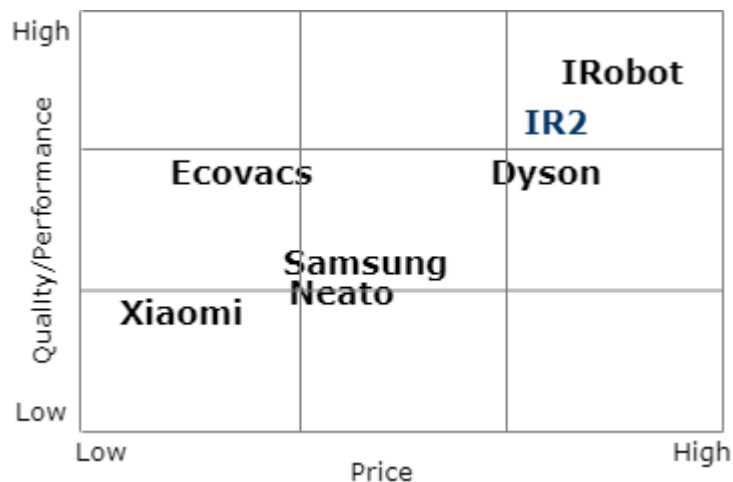 High
IRobot
IR2
Ecovacs
Dyson
Samsung
Neato
Xiaomi
Quality/Performance
Low
Low
High
Price